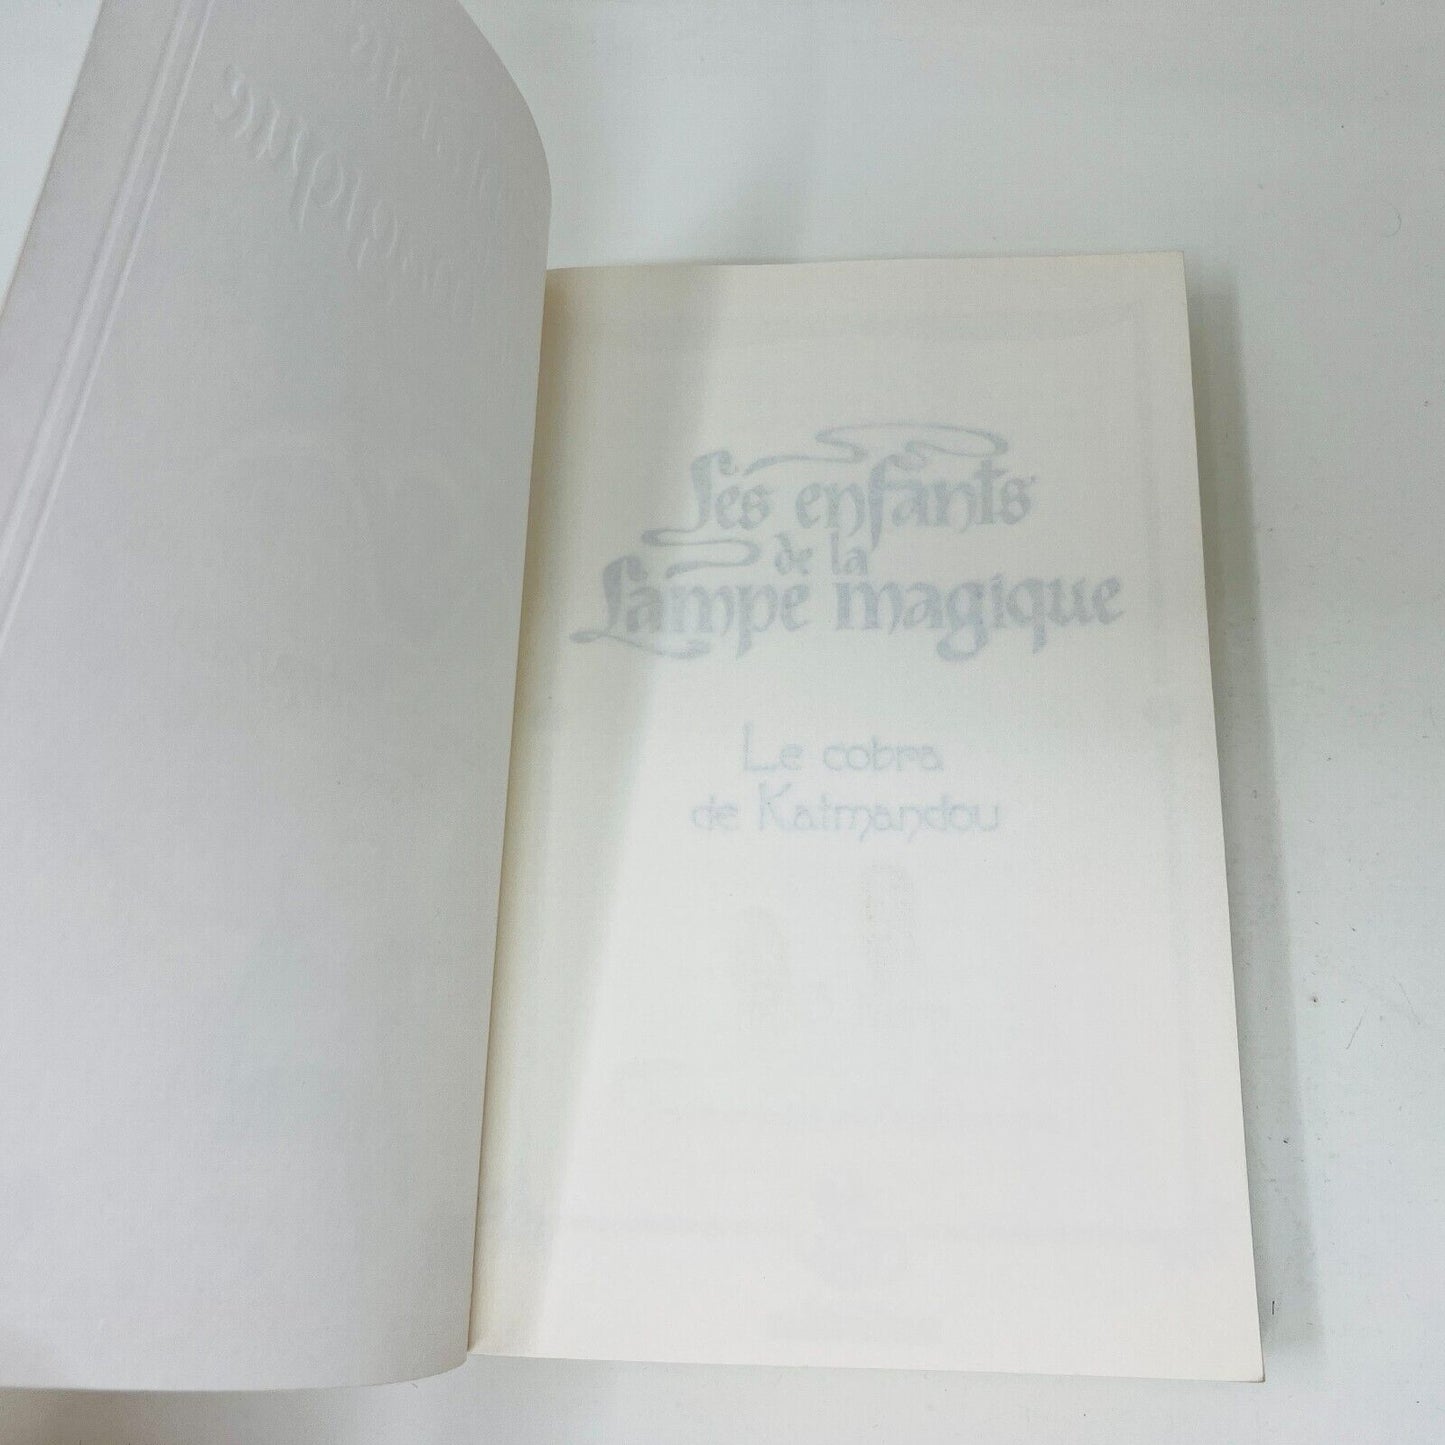 Les enfants
de la
Lampe magique
Le cobra
de Katmandou